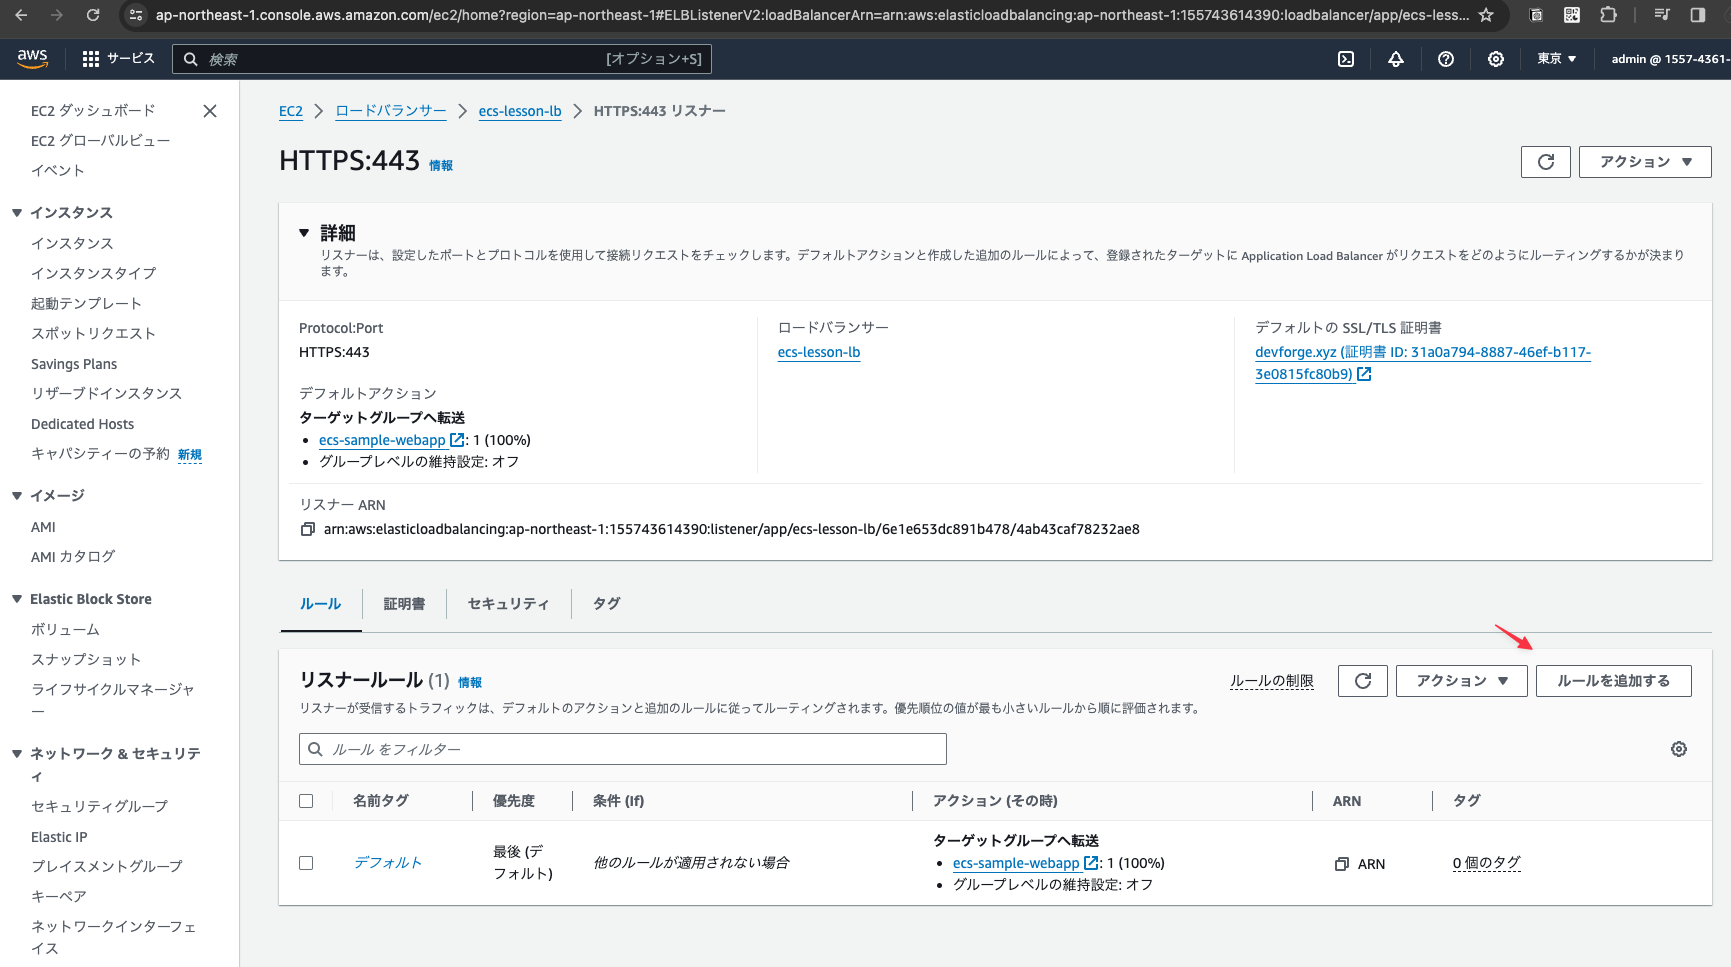 ap-northeast-1.console.aws.amazon.com/ec2/home?region=ap-northeast-1#ELBListenerV2:loadBalancerArn=arn:aws:elasticloadbalancing:ap-northeast-1:155743614390:loadbalancer/app/ecs-less...
aws
サービス
検索
[オプション+S]
東京
admin @ 1557-4361-
EC2 ダッシュボード
EC2 グローバルビュー
イベント
インスタンス
インスタンス
インスタンスタイプ
起動テンプレート
スポットリクエスト
Savings Plans
リザーブドインスタンス
Dedicated Hosts
キャパシティーの予約 新規
イメージ
AMI
AMI カタログ
Elastic Block Store
ボリューム
スナップショット
ライフサイクルマネージャ
ー
ネットワーク & セキュリテ
ィ
セキュリティグループ
Elastic IP
プレイスメントグループ
キーペア
ネットワークインターフェ
イス
EC2 > ロードバランサー > ecs-lesson-lb > HTTPS:443 リスナー
HTTPS:443 情報
アクション
詳細
リスナーは、設定したポートとプロトコルを使用して接続リクエストをチェックします。デフォルトアクションと作成した追加のルールによって、登録されたターゲットに Application Load Balancer がリクエストをどのようにルーティングするかが決まり
ます。
Protocol:Port
HTTPS:443
デフォルトアクション
ターゲットグループへ転送
• ecs-sample-webapp : 1 (100%)
• グループレベルの維持設定: オフ
ロードバランサー
ecs-lesson-lb
デフォルトの SSL/TLS 証明書
devforge.xyz (証明書 ID: 31a0a794-8887-46ef-b117-
3e0815fc80b9)
リスナー ARN
arn:aws:elasticloadbalancing:ap-northeast-1:155743614390:listener/app/ecs-lesson-lb/6e1e653dc891b478/4ab43caf78232ae8
ルール
証明書
セキュリティ
タグ
リスナールール (1) 情報
ルールの制限
アクション
ルールを追加する
リスナーが受信するトラフィックは、デフォルトのアクションと追加のルールに従ってルーティングされます。優先順位の値が最も小さいルールから順に評価されます。
ルール をフィルター
名前タグ
優先度
条件 (If)
アクション (その時)
ARN
タグ
デフォルト
最後 (デ
フォルト)
他のルールが適用されない場合
ターゲットグループへ転送
• ecs-sample-webapp : 1 (100%)
• グループレベルの維持設定: オフ
ARN
0 個のタグ